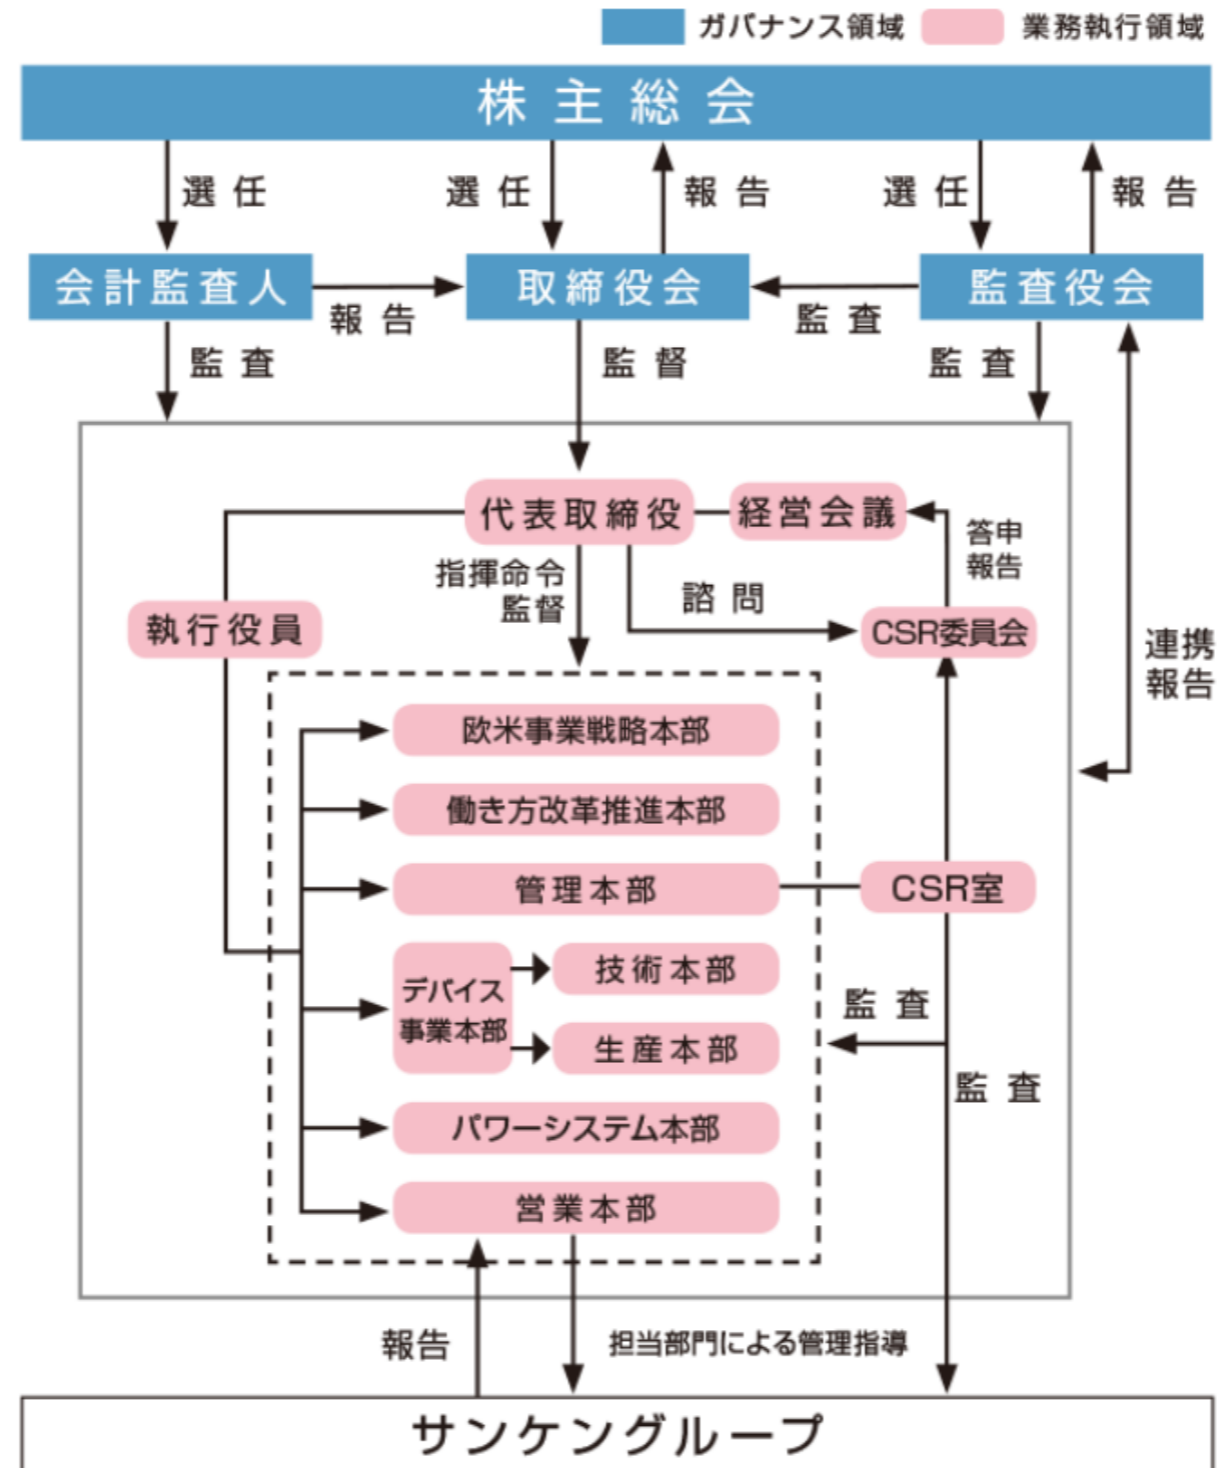 ガバナンス領域 業務執行領域
株主総会
選任 選任 報告 選任 報告
会計監査人 取締役会 監査役会
報告 監査
監査 監督 監査
代表取締役 経営会議
答申
報告
指揮命令
監督
諮問
執行役員 CSR委員会
連携
報告
欧米事業戦略本部
働き方改革推進本部
管理本部 CSR室
デバイス
事業本部
技術本部
生産本部
監査
監査
パワーシステム本部
営業本部
報告 担当部門による管理指導
サンケングループ